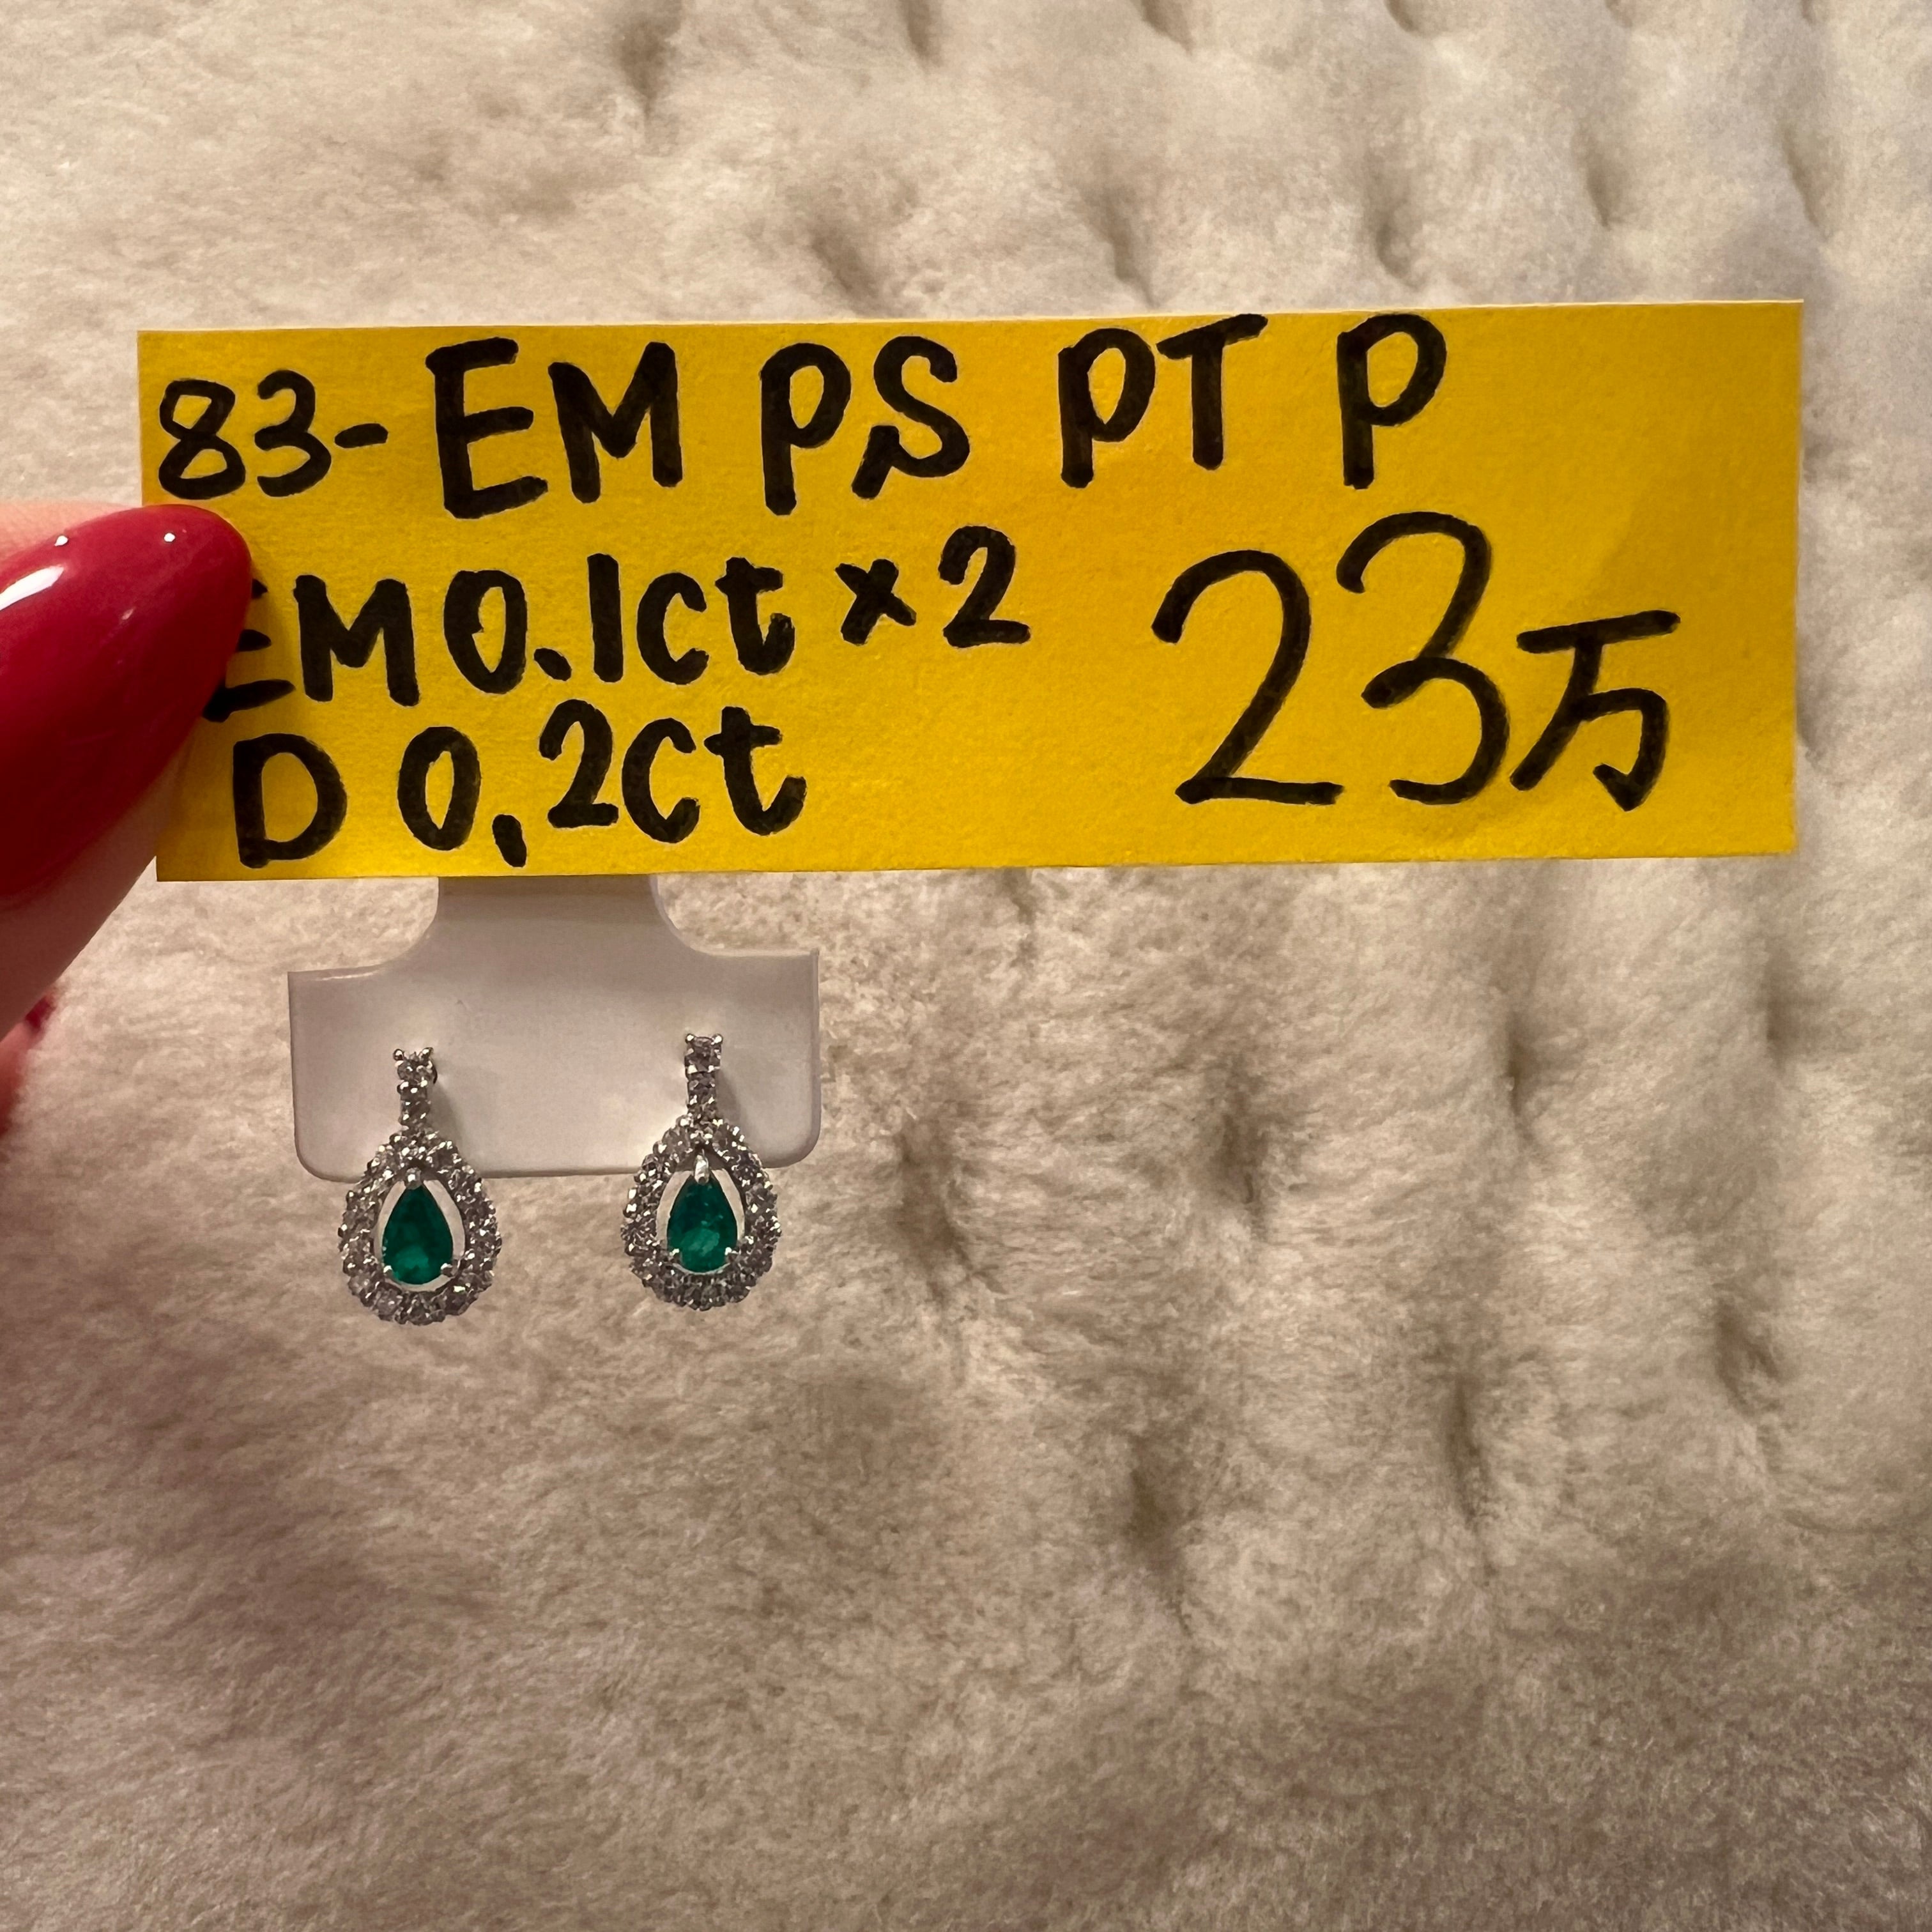 83-EM PS PT P
EM 0.1ct×2
23万
D 0.2ct